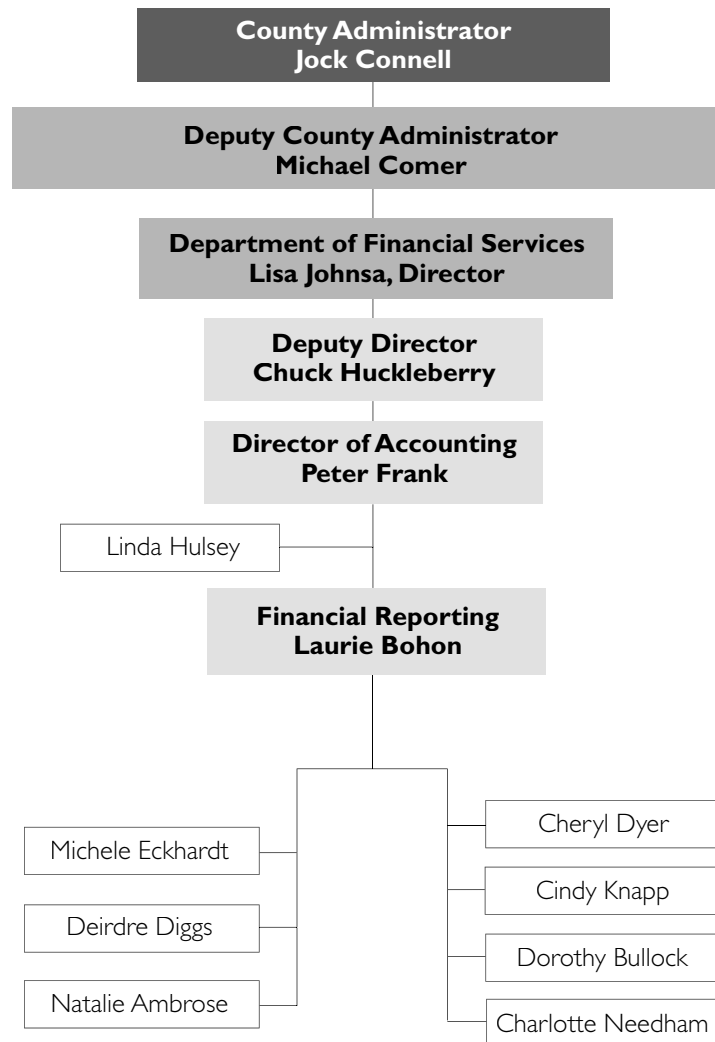 County Administrator
Jock Connell
Deputy County Administrator
Michael Comer
Department of Financial Services
Lisa Johnsa, Director
Deputy Director
Chuck Huckleberry
Director of Accounting
Peter Frank
Linda Hulsey
Financial Reporting
Laurie Bohon
Michele Eckhardt
Deirdre Diggs
Natalie Ambrose
Cheryl Dyer
Cindy Knapp
Dorothy Bullock
Charlotte Needham